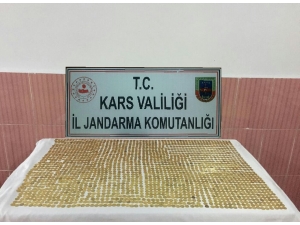 T.C.
KARS VALİLİĞİ
İL JANDARMA KOMUTANLIĞI